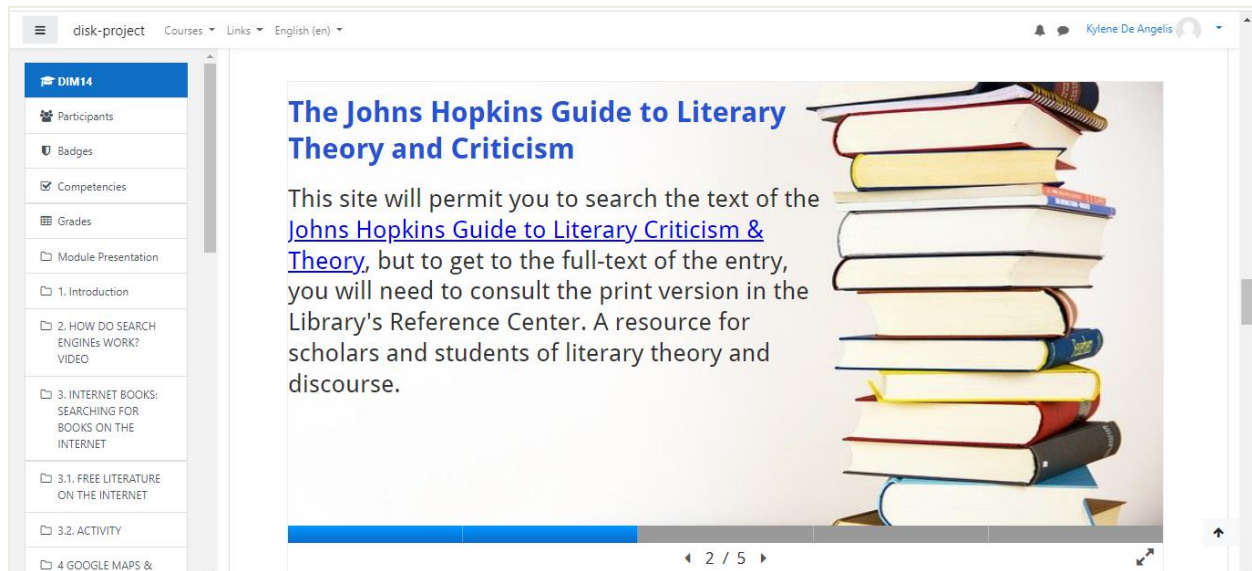 disk-project Courses Links English (en) Kylene De Angelis
DIM14
Participants
Badges
Competencies
Grades
Module Presentation
1. Introduction
2. HOW DO SEARCH
ENGINEs WORK?
VIDEO
3. INTERNET BOOKS:
SEARCHING FOR
BOOKS ON THE
INTERNET
3.1. FREE LITERATURE
ON THE INTERNET
3.2. ACTIVITY
4 GOOGLE MAPS &
The Johns Hopkins Guide to Literary
Theory and Criticism
This site will permit you to search the text of the
Johns Hopkins Guide to Literary Criticism &
Theory, but to get to the full-text of the entry,
you will need to consult the print version in the
Library's Reference Center. A resource for
scholars and students of literary theory and
discourse.
2 / 5